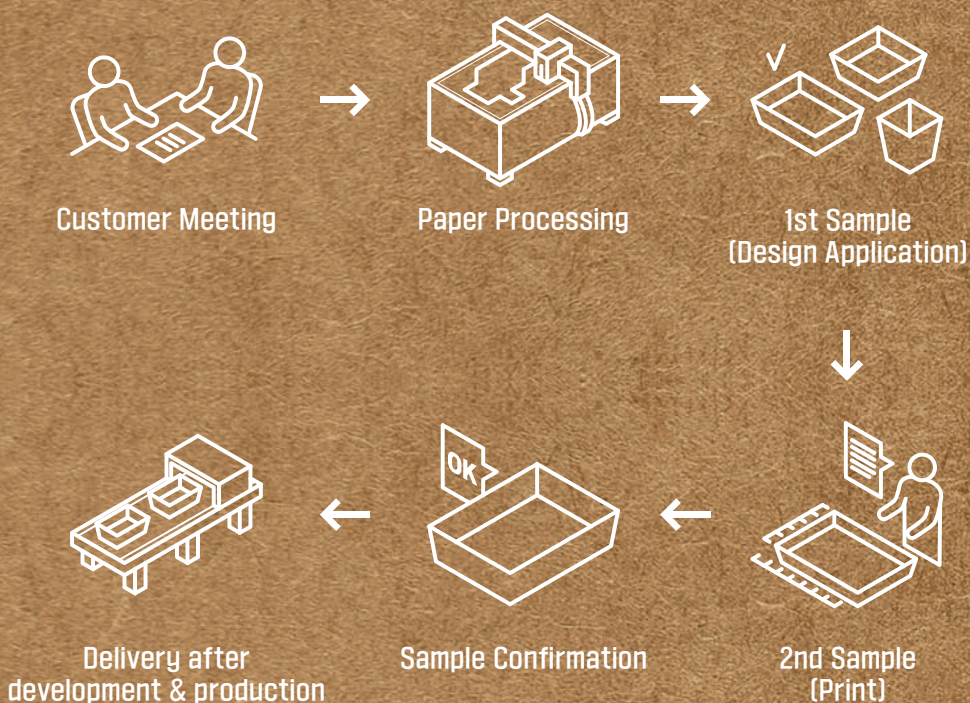 Customer Meeting
Paper Processing
1st Sample
(Design Application)
OK
2nd Sample
(Print)
Sample Confirmation
Delivery after
development & production